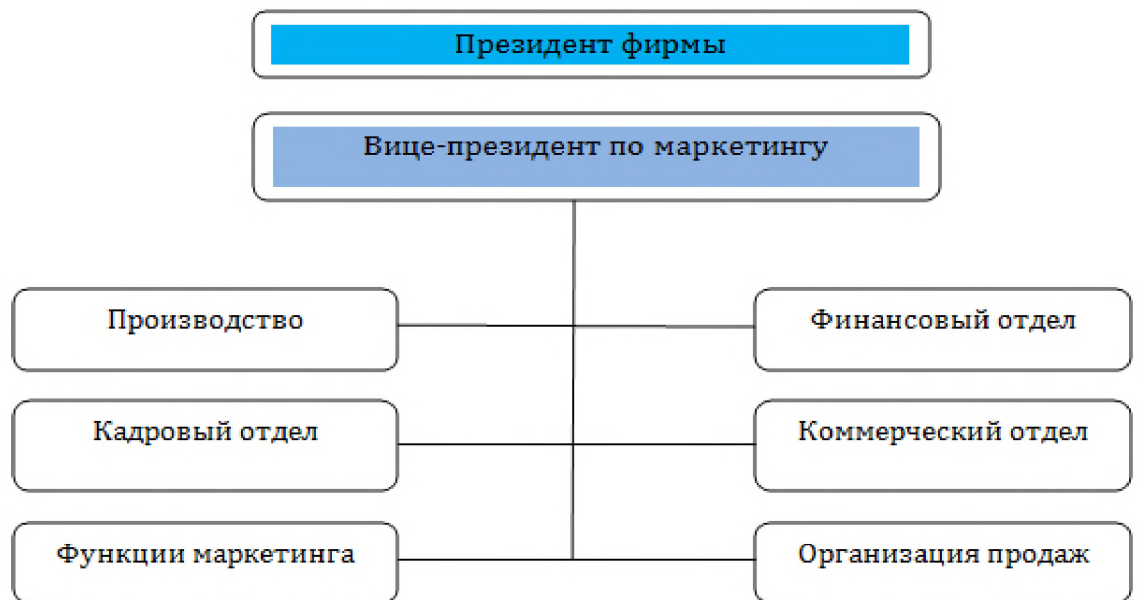 Президент фирмы
Вице-президент по маркетингу
Производство
Финансовый отдел
Кадровый отдел
Коммерческий отдел
Функции маркетинга
Организация продаж